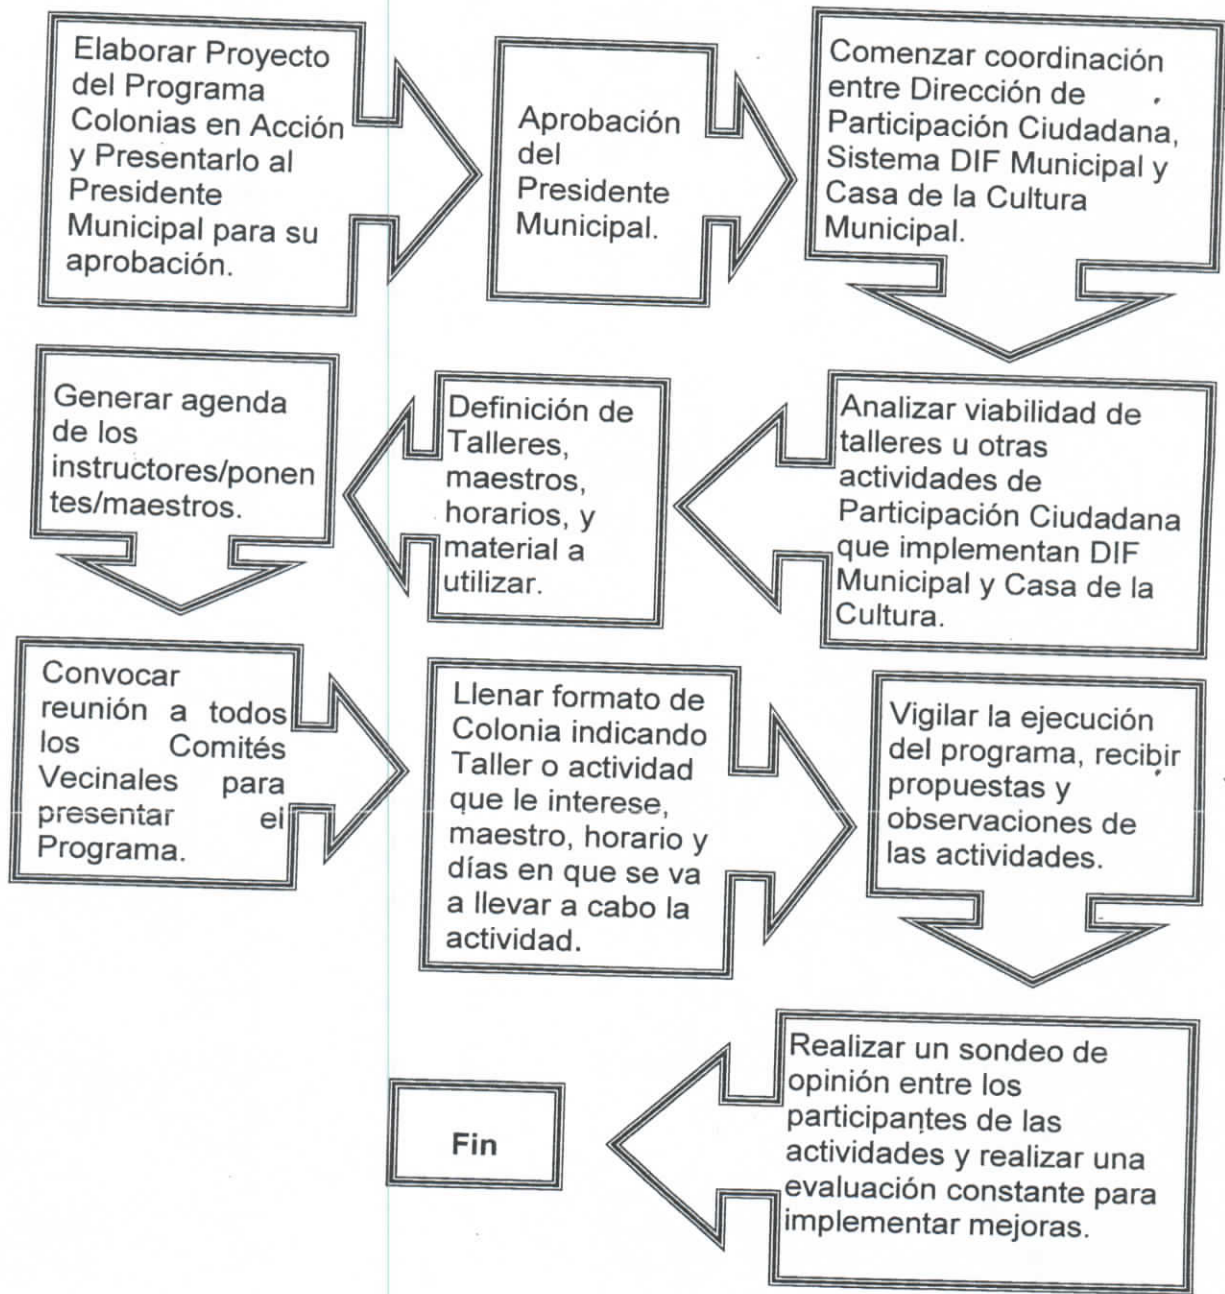 Elaborar Proyecto
del Programa
Colonias en Acción
y Presentarlo al
Presidente
Municipal para su
aprobación.
Aprobación
del
Presidente
Municipal.
Comenzar coordinación
entre Dirección de
Participación Ciudadana,
Sistema DIF Municipal y
Casa de la Cultura
Municipal.
Analizar viabilidad de
talleres u otras
actividades de
Participación Ciudadana
que implementan DIF
Municipal y Casa de la
Cultura.
Definición de
Talleres,
maestros,
horarios, y
material a
utilizar.
Generar agenda
de los
instructores/ponen
tes/maestros.
Convocar
reunión a todos
los Comités
Vecinales para
presentar el
Programa.
Llenar formato de
Colonia indicando
Taller o actividad
que le interese,
maestro, horario y
días en que se va
a llevar a cabo la
actividad.
Vigilar la ejecución
del programa, recibir
propuestas y
observaciones de
las actividades.
Realizar un sondeo de
opinión entre los
participantes de las
actividades y realizar una
evaluación constante para
implementar mejoras.
Fin